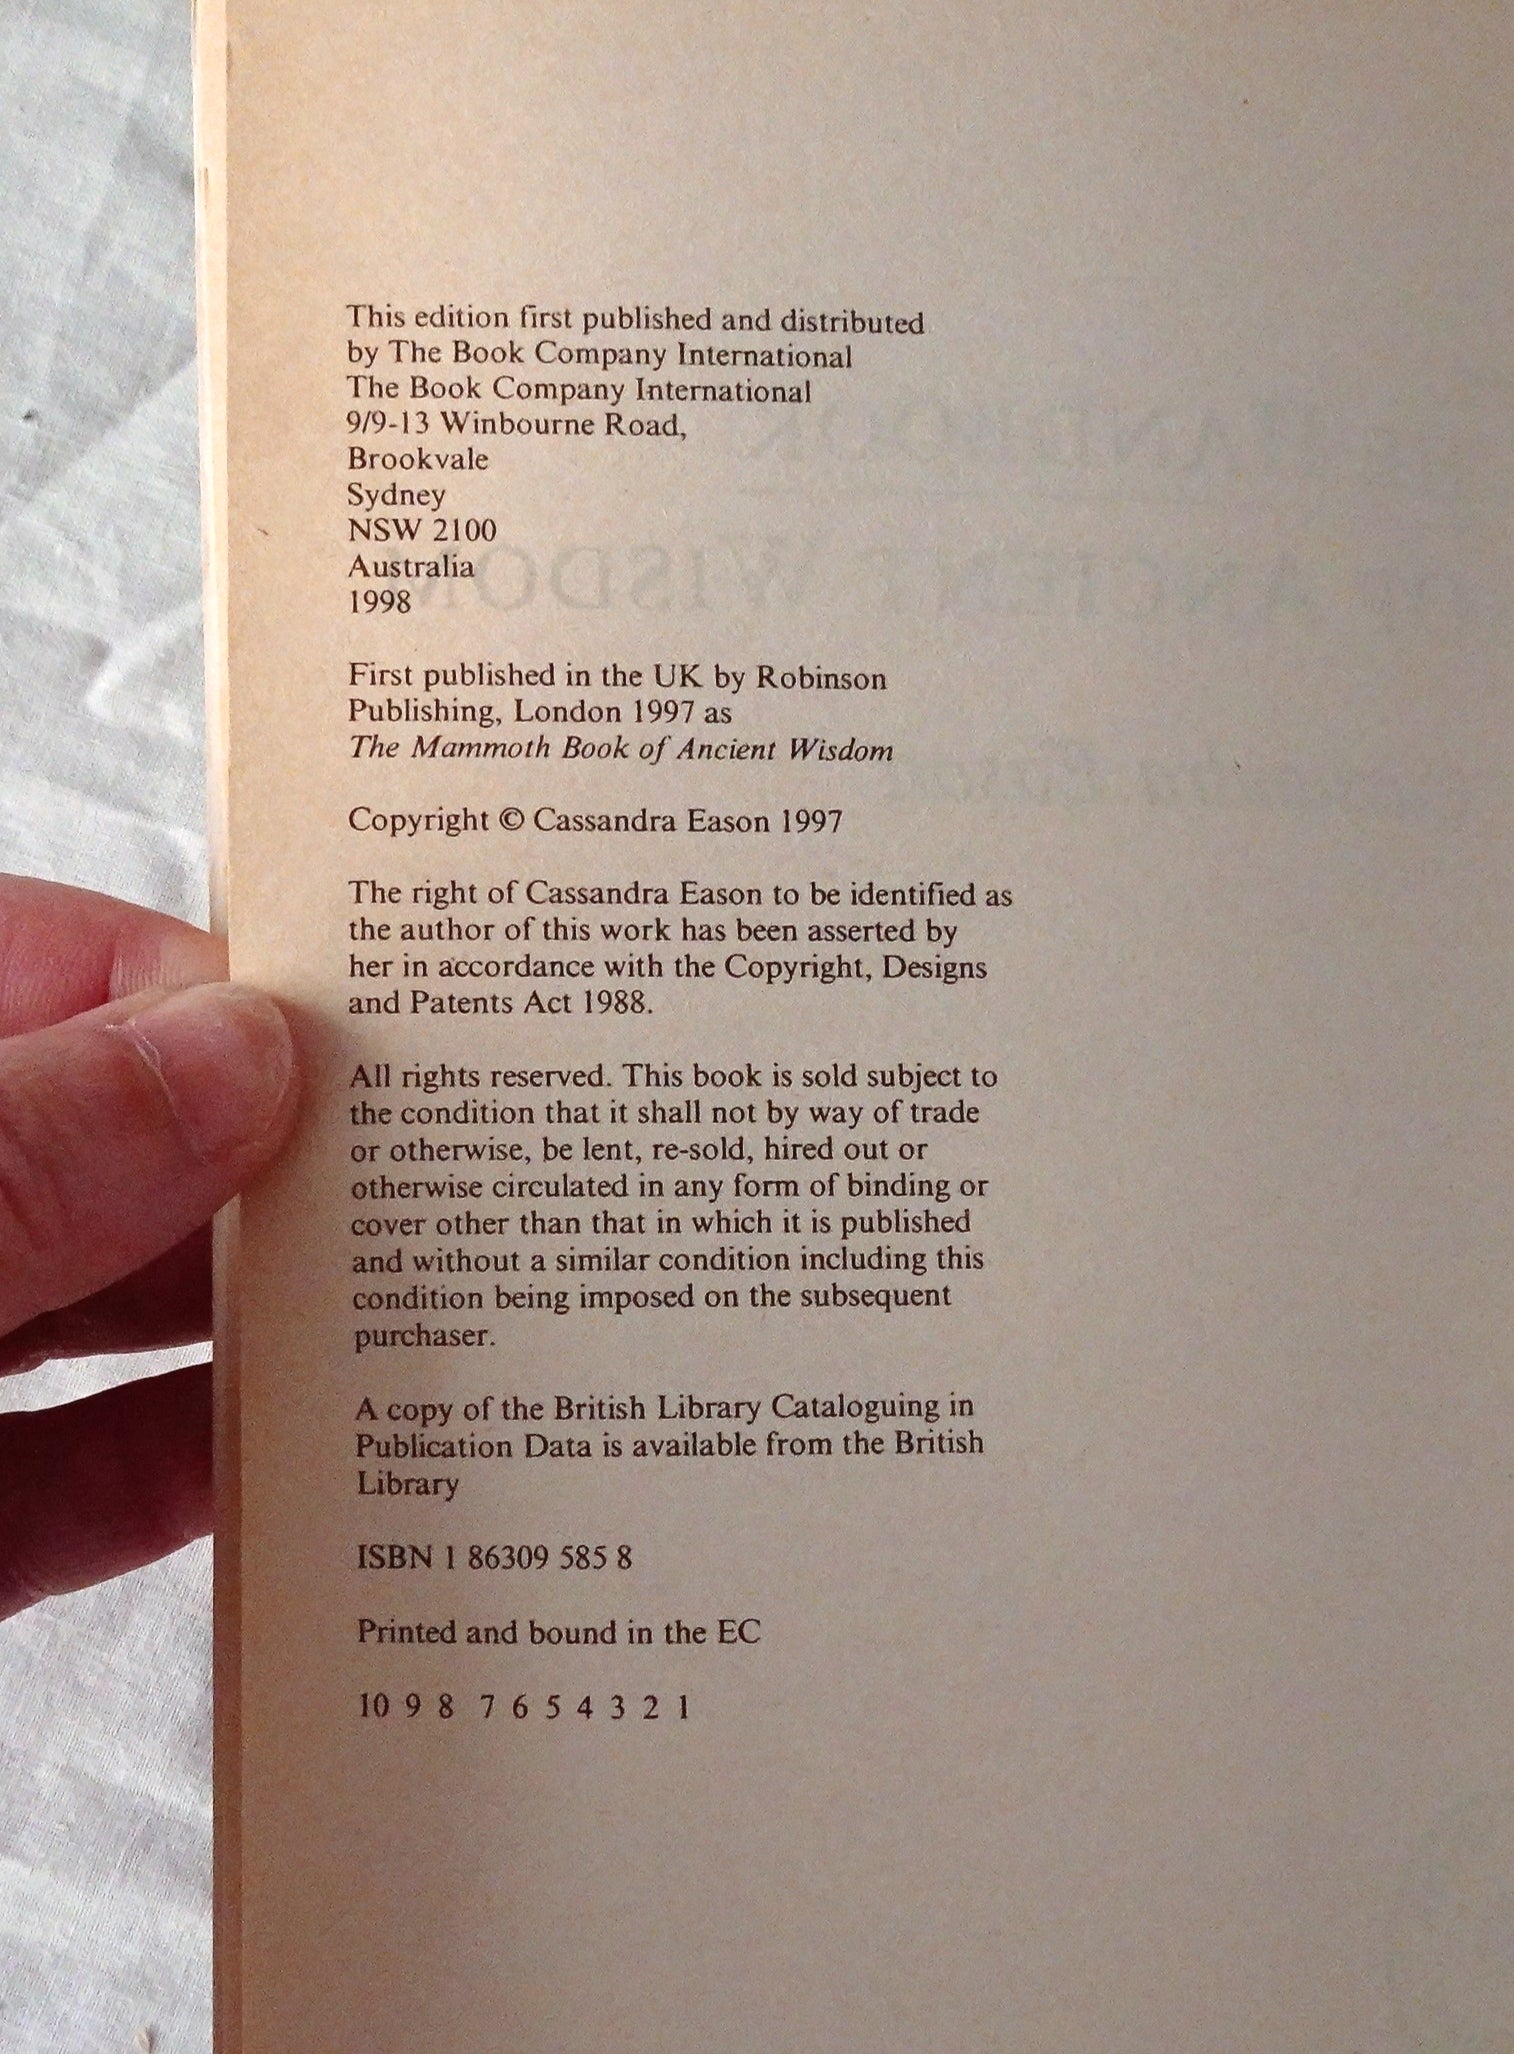 This edition first published and distributed
by The Book Company International
The Book Company International
9/9-13 Winbourne Road,
Brookvale
Sydney
NSW 2100
Australia
1998
First published in the UK by Robinson
Publishing, London 1997 as
The Mammoth Book of Ancient Wisdom
Copyright © Cassandra Eason 1997
The right of Cassandra Eason to be identified as
the author of this work has been asserted by
her in accordance with the Copyright, Designs
and Patents Act 1988.
All rights reserved. This book is sold subject to
the condition that it shall not by way of trade
or otherwise, be lent, re-sold, hired out or
otherwise circulated in any form of binding or
cover other than that in which it is published
and without a similar condition including this
condition being imposed on the subsequent
purchaser.
A copy of the British Library Cataloguing in
Publication Data is available from the British
Library
ISBN 1 86309 585 8
Printed and bound in the EC
10 9 8 7 6 5 4 3 2 1